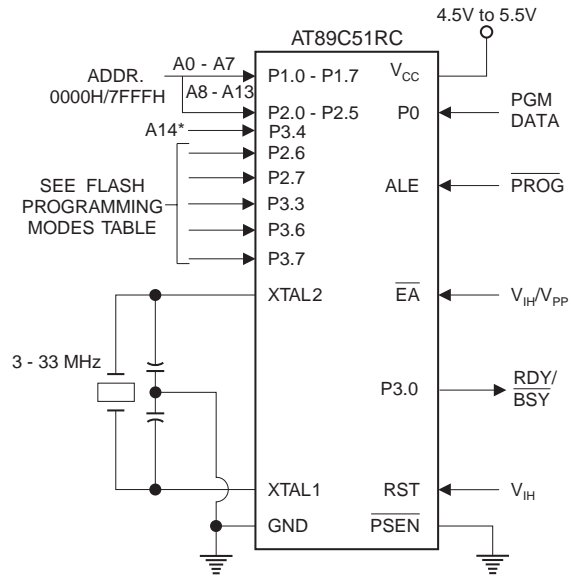 4.5V to 5.5V
AT89C51RC
ADDR.
0000H/7FFFH
A0 - A7
A8 - A13
A14*
SEE FLASH
PROGRAMMING
MODES TABLE
3 - 33 MHz
P1.0 - P1.7
P2.0 - P2.5
P3.4
P2.6
P2.7
P3.3
P3.6
P3.7
XTAL2
XTAL1
GND
VCC
P0
ALE
EA
P3.0
RST
PSEN
PGM
DATA
PROG
VIH/VPP
RDY/
BSY
VIH